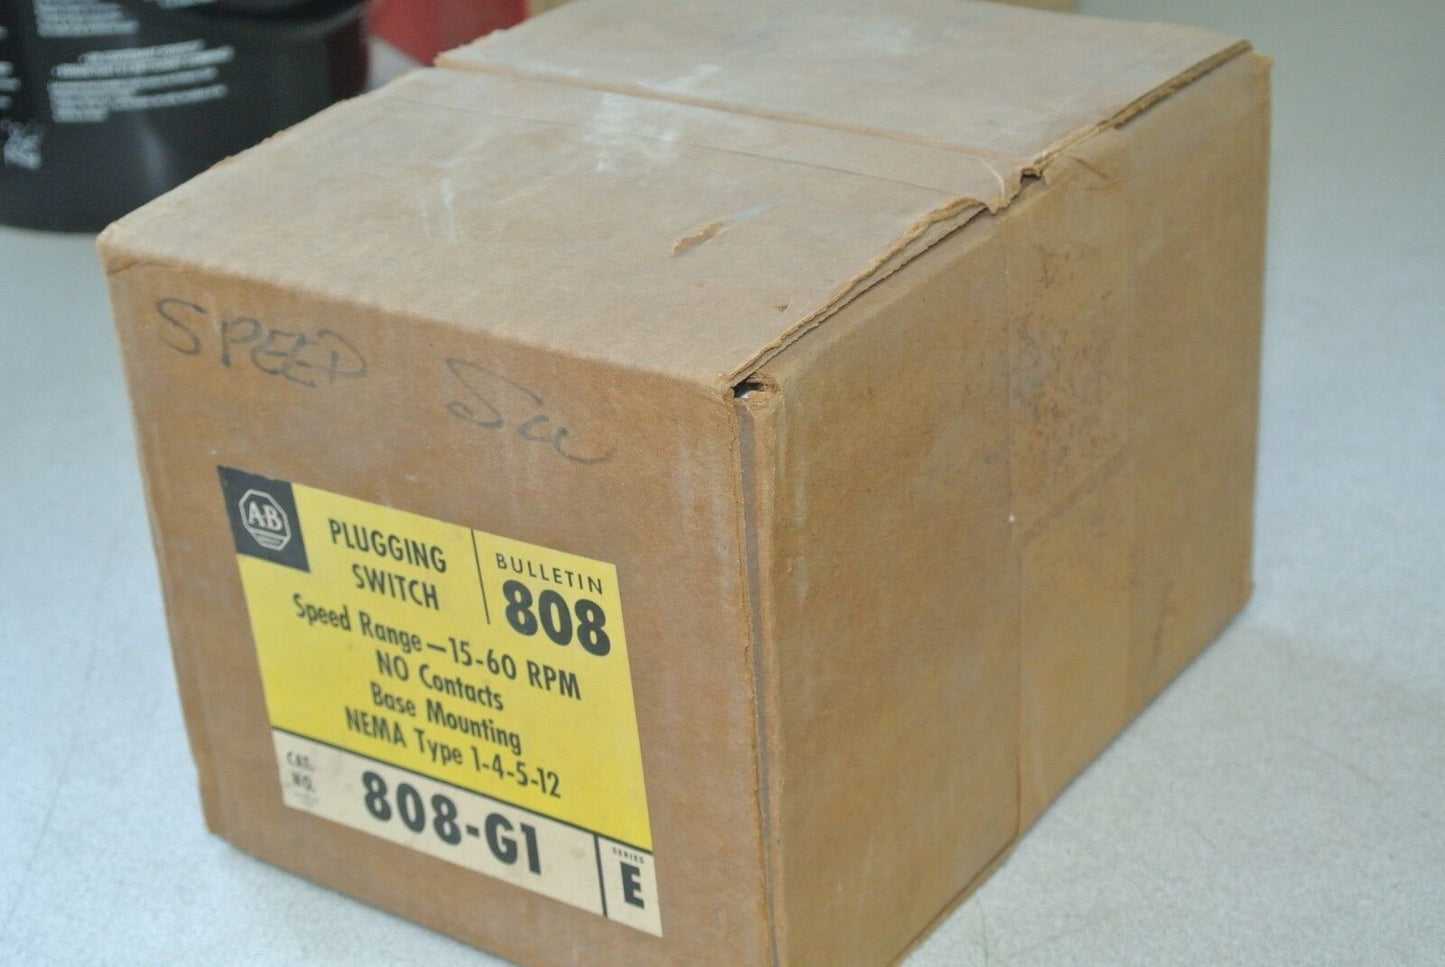 SPEED Sw
A-B
PLUGGING
SWITCH
BULLETIN
808
Speed Range—15-60 RPM
NO Contacts
Base Mounting
NEMA Type 1-4-5-12
CAT.
NO.
808-G1
SERIES
E